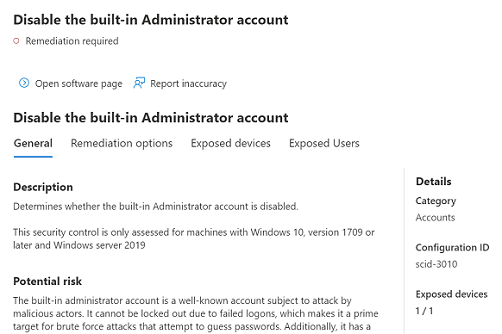 Disable the built-in Administrator account
Remediation required
Open software page Report inaccuracy
Disable the built-in Administrator account
General Remediation options Exposed devices Exposed Users
Description
Determines whether the built-in Administrator account is disabled.
This security control is only assessed for machines with Windows 10, version 1709 or
later and Windows server 2019
Potential risk
The built-in administrator account is a well-known account subject to attack by
malicious actors. It cannot be locked out due to failed logons, which makes it a prime
target for brute force attacks that attempt to guess passwords. Additionally, it has a
Details
Category
Accounts
Configuration ID
scid-3010
Exposed devices
1 / 1